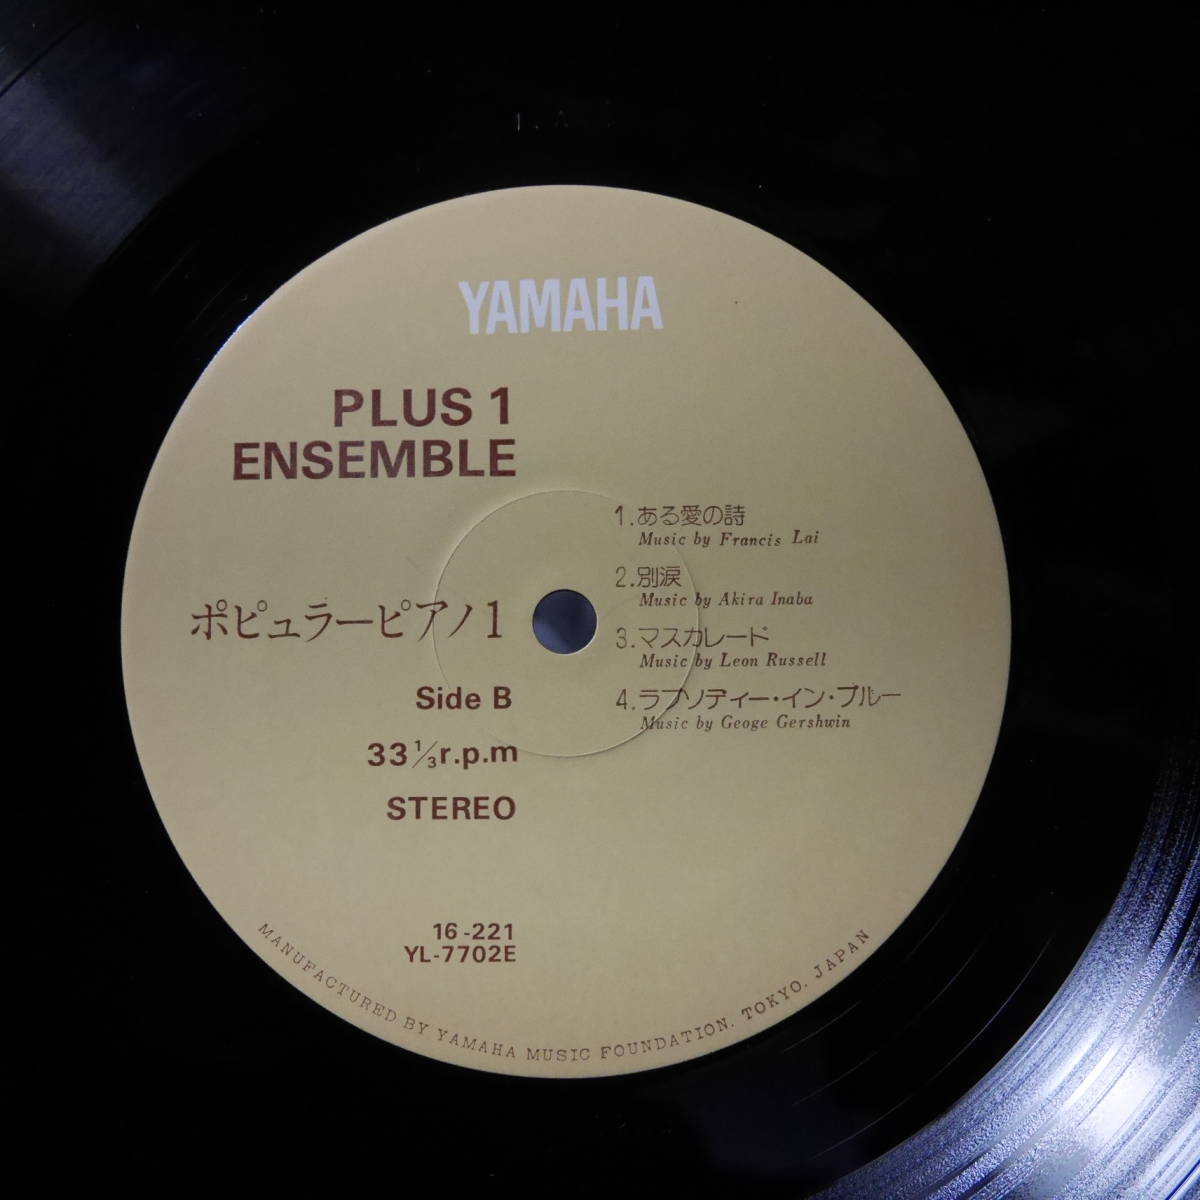 YAMAHA
PLUS 1
ENSEMBLE
ポピュラーピアノ1
Side B
33 1/3 r.p.m
STEREO
16-221
YL-7702E
1.ある愛の詩
Music by Francis Lai
2.別涙
Music by Akira Inaba
3.マスカレード
Music by Leon Russell
4.ラプソディー・イン・ブルー
Music by Geoge Gershwin
MANUFACTURED BY YAMAHA MUSIC FOUNDATION. TOKYO. JAPAN